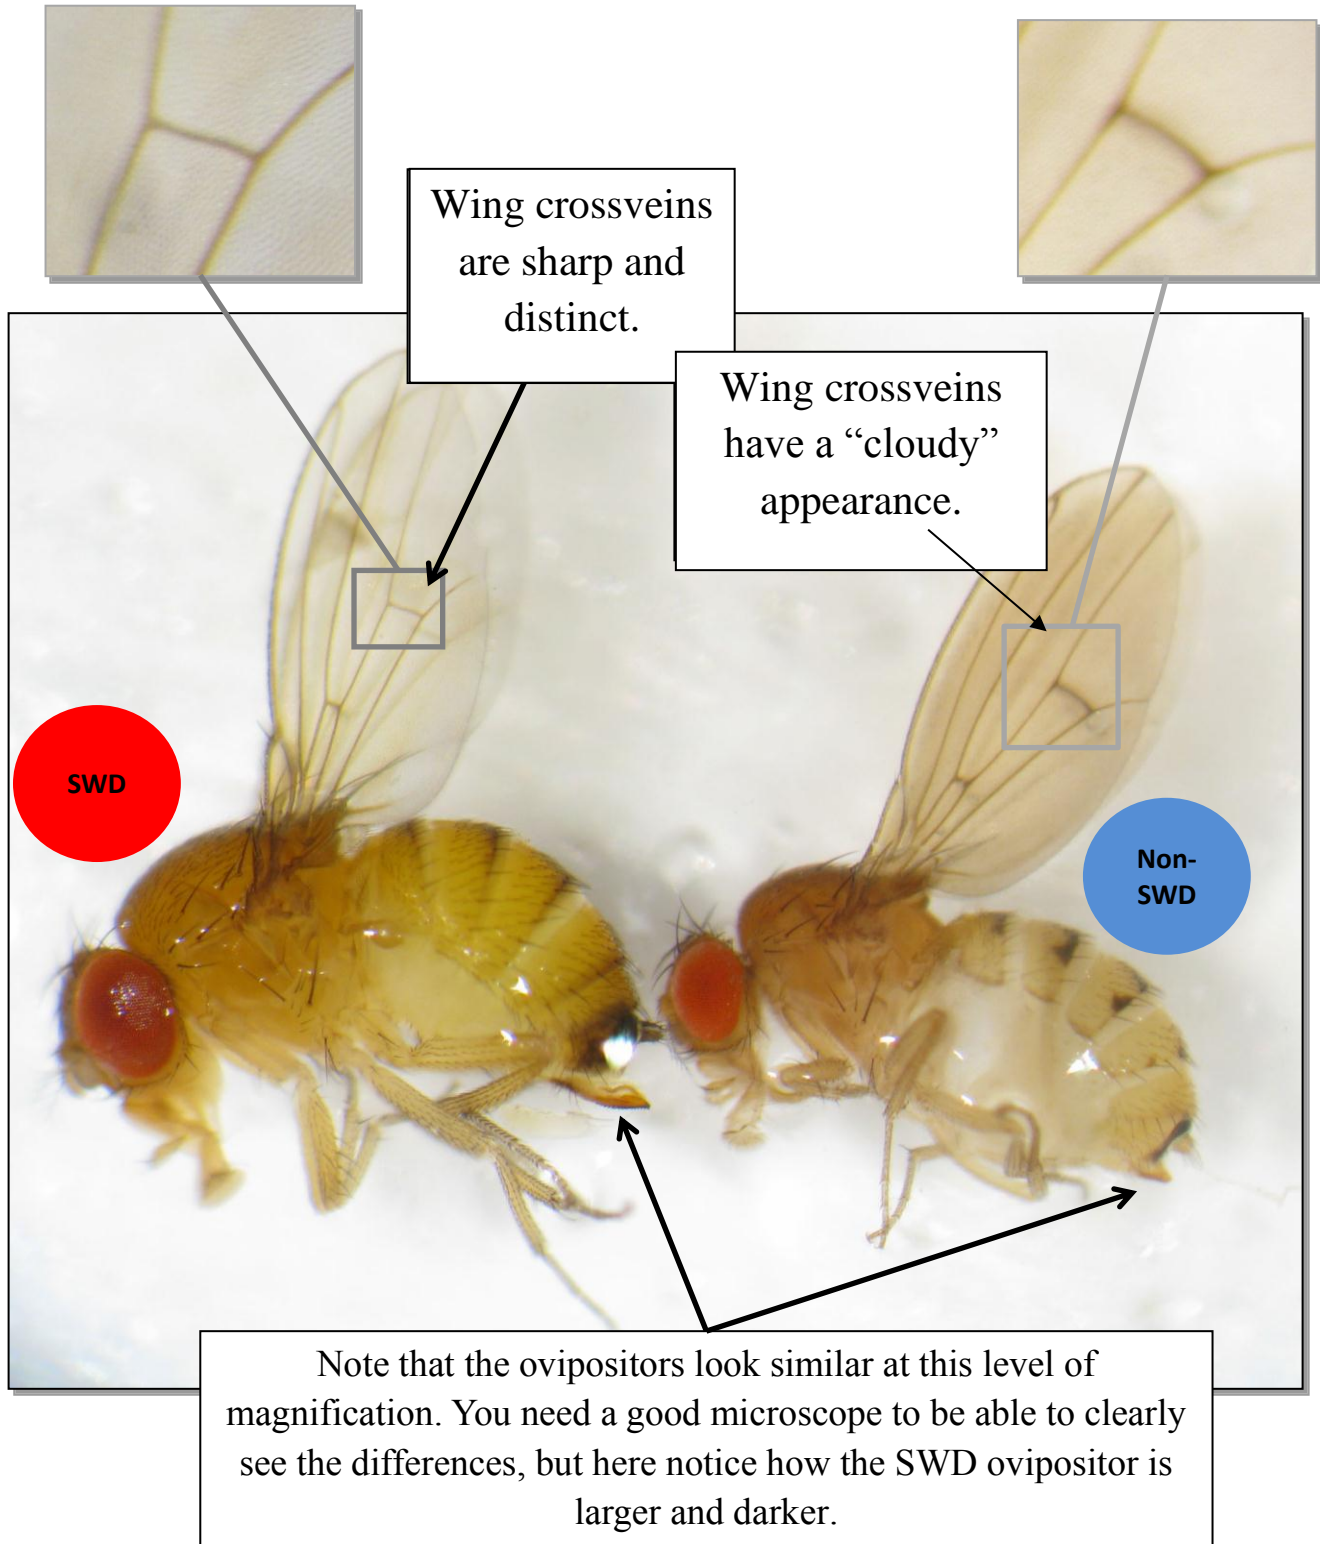 Wing crossveins
are sharp and
distinct.
Wing crossveins
have a “cloudy”
appearance.
SWD
Non-
SWD
Note that the ovipositors look similar at this level of
magnification. You need a good microscope to be able to clearly
see the differences, but here notice how the SWD ovipositor is
larger and darker.